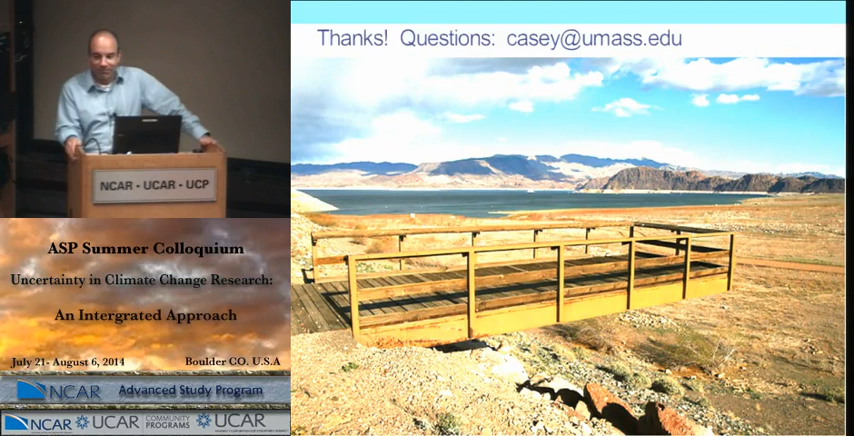 Thanks!  Questions:  casey@umass.edu
NCAR - UCAR - UCP
ASP Summer Colloquium
Uncertainty in Climate Change Research:
An Intergrated Approach
July 21- August 6, 2014
Boulder CO. U.S.A
NCAR
Advanced Study Program
NCAR
UCAR
COMMUNITY
PROGRAMS
UCAR